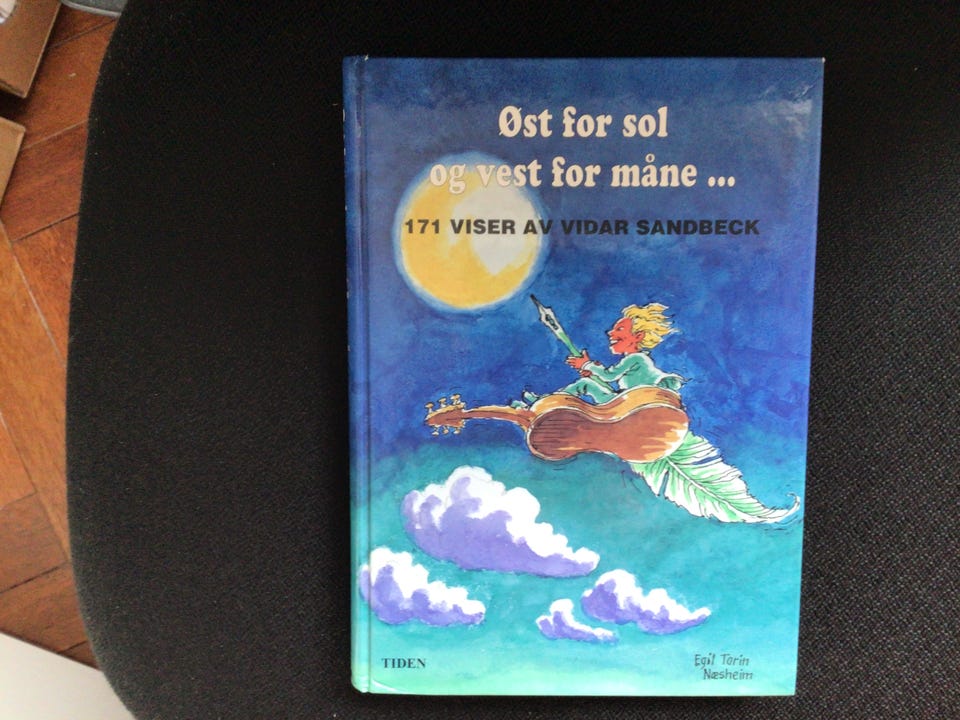 Øst for sol
og vest for måne ...
171 VISER AV VIDAR SANDBECK
TIDEN
Egil Torin
Næsheim